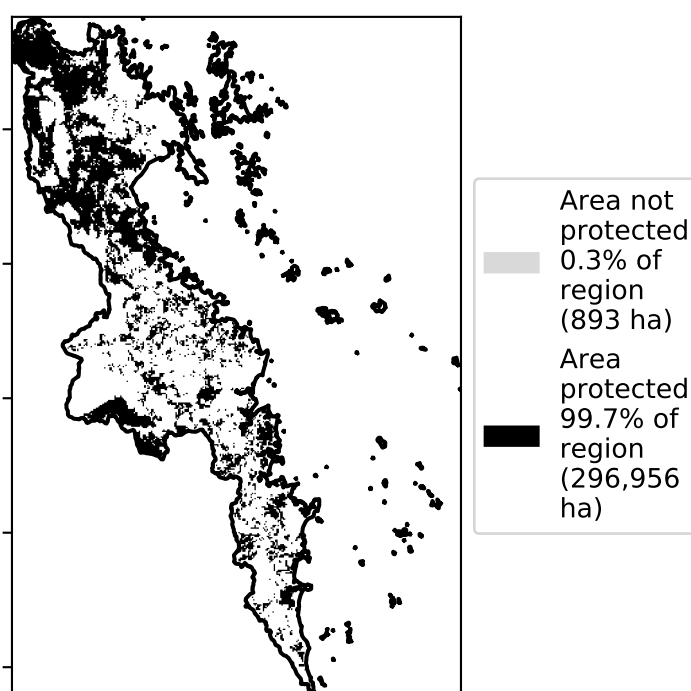 Area not
protected
0.3% of
region
(893 ha)
Area
protected
99.7% of
region
(296,956
ha)